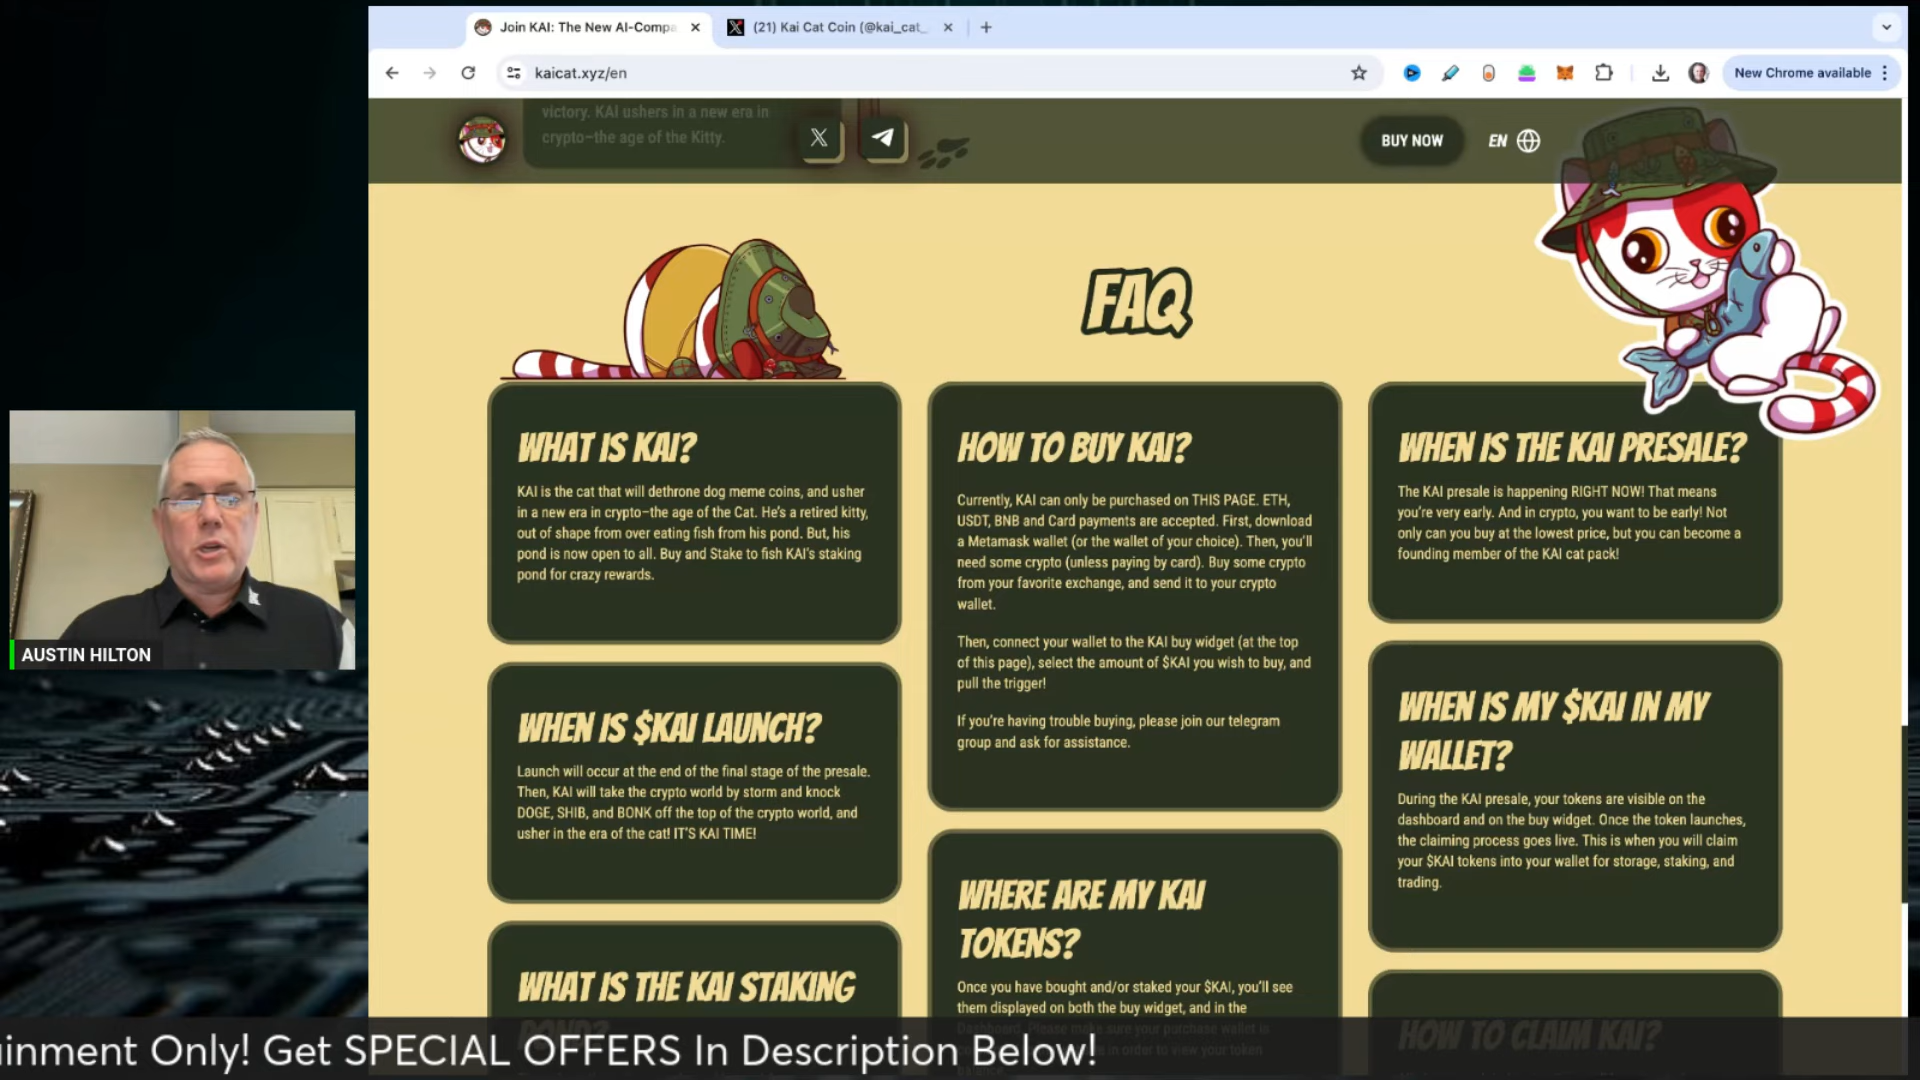 Join KAI: The New AI-Compa
(21) Kai Cat Coin (@kai_cat_
kaicat.xyz/en
New Chrome available
victory. KAI ushers in a new era in
crypto–the age of the Kitty.
BUY NOW
EN
FAQ
WHAT IS KAI?
KAI is the cat that will dethrone dog meme coins, and usher
in a new era in crypto–the age of the Cat. He's a retired kitty,
out of shape from over eating fish from his pond. But, his
pond is now open to all. Buy and Stake to fish KAI's staking
pond for crazy rewards.
WHEN IS $KAI LAUNCH?
Launch will occur at the end of the final stage of the presale.
Then, KAI will take the crypto world by storm and knock
DOGE, SHIB, and BONK off the top of the crypto world, and
usher in the era of the cat! IT'S KAI TIME!
WHAT IS THE KAI STAKING
POND?
HOW TO BUY KAI?
Currently, KAI can only be purchased on THIS PAGE. ETH,
USDT, BNB and Card payments are accepted. First, download
a Metamask wallet (or the wallet of your choice). Then, you'll
need some crypto (unless paying by card). Buy some crypto
from your favorite exchange, and send it to your crypto
wallet.
Then, connect your wallet to the KAI buy widget (at the top
of this page), select the amount of $KAI you wish to buy, and
pull the trigger!
If you're having trouble buying, please join our telegram
group and ask for assistance.
WHERE ARE MY KAI
TOKENS?
Once you have bought and/or staked your $KAI, you'll see
them displayed on both the buy widget, and in the
Dashboard. Please make sure your purchase wallet is
in order to view your token
WHEN IS THE KAI PRESALE?
The KAI presale is happening RIGHT NOW! That means
you're very early. And in crypto, you want to be early! Not
only can you buy at the lowest price, but you can become a
founding member of the KAI cat pack!
WHEN IS MY $KAI IN MY
WALLET?
During the KAI presale, your tokens are visible on the
dashboard and on the buy widget. Once the token launches,
the claiming process goes live. This is when you will claim
your $KAI tokens into your wallet for storage, staking, and
trading.
HOW TO CLAIM KAI?
AUSTIN HILTON
ainment Only! Get SPECIAL OFFERS In Description Below!